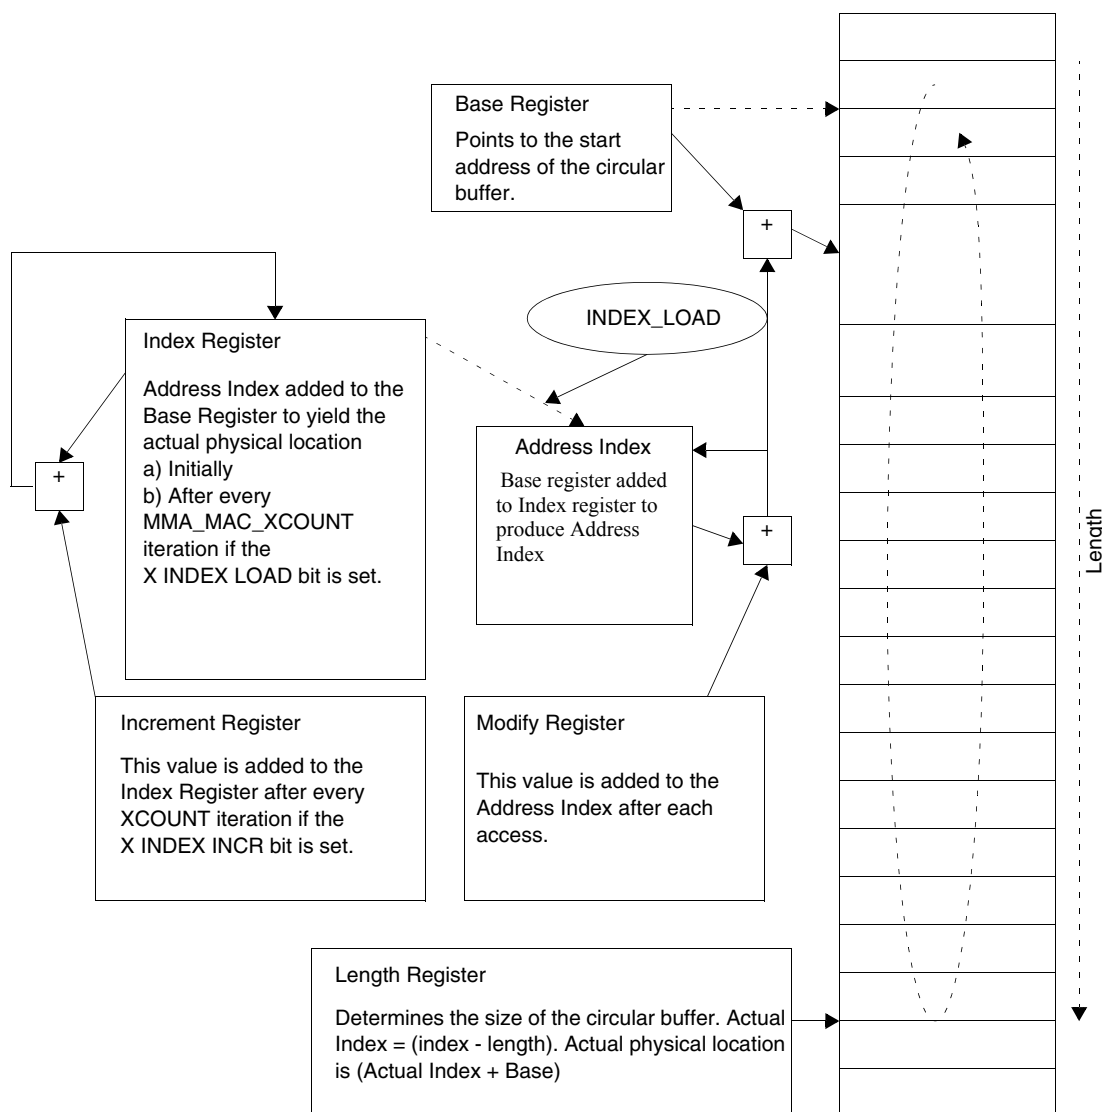 Base Register
Points to the start
address of the circular
buffer.
+
INDEX_LOAD
Index Register
Address Index added to the
Base Register to yield the
actual physical location
a) Initially
b) After every
MMA_MAC_XCOUNT
iteration if the
X INDEX LOAD bit is set.
+
Address Index
Base register added
to Index register to
produce Address
Index
+
Length
Increment Register
This value is added to the
Index Register after every
XCOUNT iteration if the
X INDEX INCR bit is set.
Modify Register
This value is added to the
Address Index after each
access.
Length Register
Determines the size of the circular buffer. Actual
Index = (index - length). Actual physical location
is (Actual Index + Base)